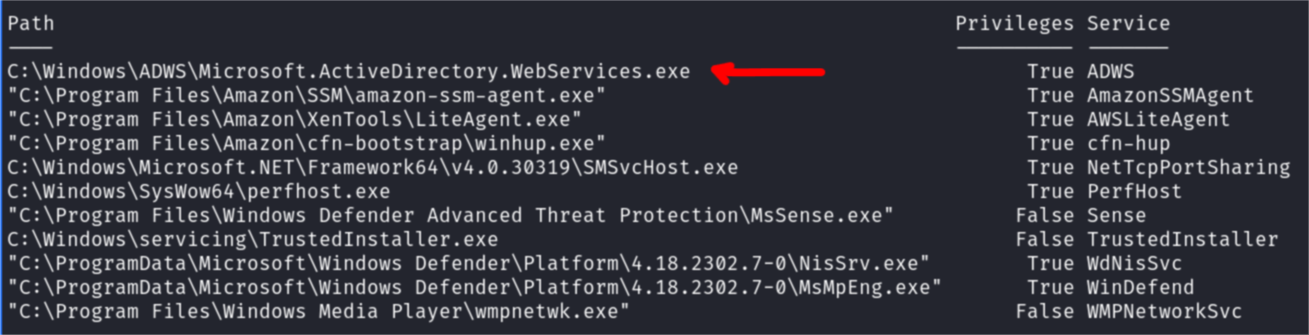 Path Privileges Service
C:\Windows\ADWS\Microsoft.ActiveDirectory.WebServices.exe True ADWS
"C:\Program Files\Amazon\SSM\amazon-ssm-agent.exe" True AmazonSSMAgent
"C:\Program Files\Amazon\XenTools\LiteAgent.exe" True AWSLiteAgent
"C:\Program Files\Amazon\cfn-bootstrap\winhup.exe" True cfn-hup
C:\Windows\Microsoft.NET\Framework64\v4.0.30319\SMSvcHost.exe True NetTcpPortSharing
C:\Windows\SysWow64\perfhost.exe True PerfHost
"C:\Program Files\Windows Defender Advanced Threat Protection\MsSense.exe" False Sense
C:\Windows\servicing\TrustedInstaller.exe False TrustedInstaller
"C:\ProgramData\Microsoft\Windows Defender\Platform\4.18.2302.7-0\NisSrv.exe" True WdNisSvc
"C:\ProgramData\Microsoft\Windows Defender\Platform\4.18.2302.7-0\MsMpEng.exe" True WinDefend
"C:\Program Files\Windows Media Player\wmpnetwk.exe" False WMPNetworkSvc